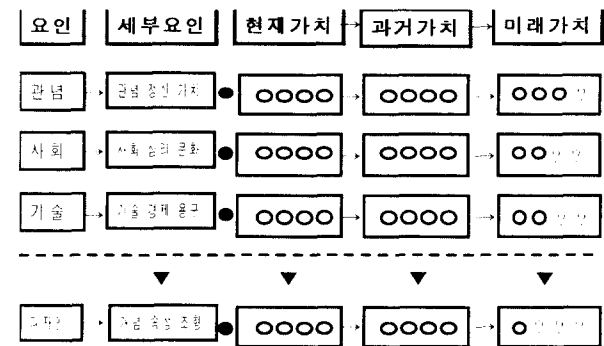 요인 세부요인 현재가치 과거가치 미래가치
관념 관념 정신 가치 ○○○○ ○○○○ ○○○
사회 사회 심리 문화 ○○○○ ○○○○ ○○
기술 기술 경제 용구 ○○○○ ○○○○ ○○
○○○○ ○○○○ ○